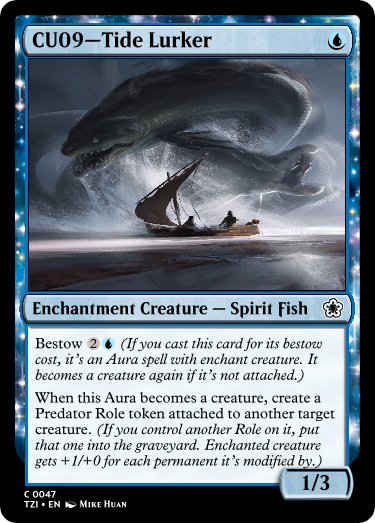 CU09—Tide Lurker
Enchantment Creature — Spirit Fish
Bestow 2 (If you cast this card for its bestow
cost, it's an Aura spell with enchant creature. It
becomes a creature again if it's not attached.)
When this Aura becomes a creature, create a
Predator Role token attached to another target
creature. (If you control another Role on it, put
that one into the graveyard. Enchanted creature
gets +1/+0 for each permanent it's modified by.)
1/3
C 0047
TZI • EN Mike Huan